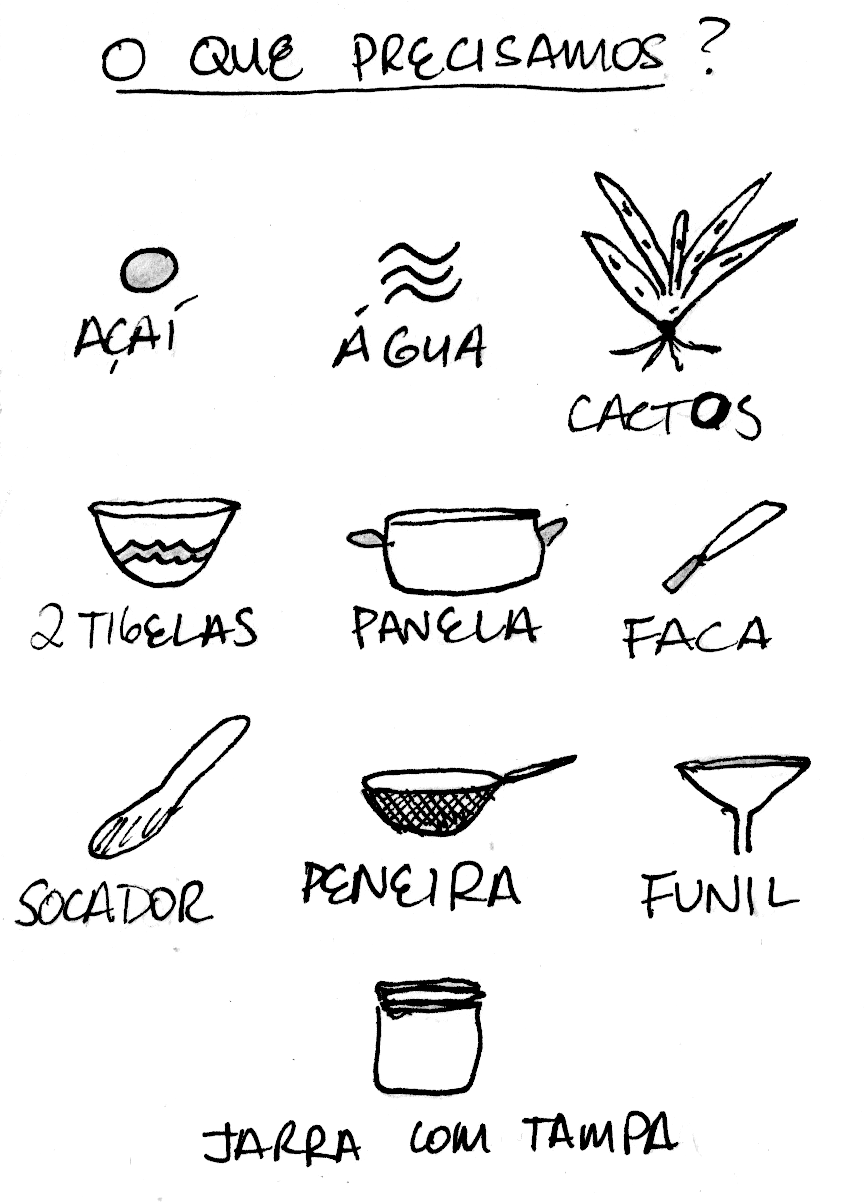 O QUE PRECISAMOS?
AÇAÍ
ÁGUA
CACTOS
2 TIGELAS
PANELA
FACA
SOCADOR
PENEIRA
FUNIL
JARRA COM TAMPA